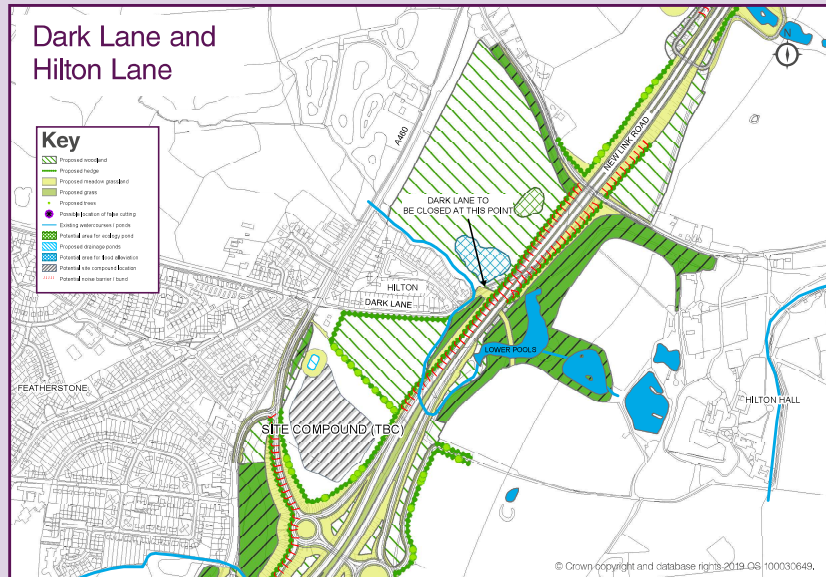 Dark Lane and
Hilton Lane
Key
Proposed woodland
Proposed hedge
Proposed meadow grassland
Proposed grass
Proposed trees
Possible location of false cutting
Existing watercourses / ponds
Potential area for ecology pond
Proposed drainage ponds
Potential area for flood alleviation
Potential site compound location
Potential noise barrier / bund
N
A460
NEW LINK ROAD
DARK LANE TO
BE CLOSED AT THIS POINT
HILTON
DARK LANE
LOWER POOLS
FEATHERSTONE
HILTON HALL
SITE COMPOUND (TBC)
© Crown copyright and database rights 2019 OS 100030649.